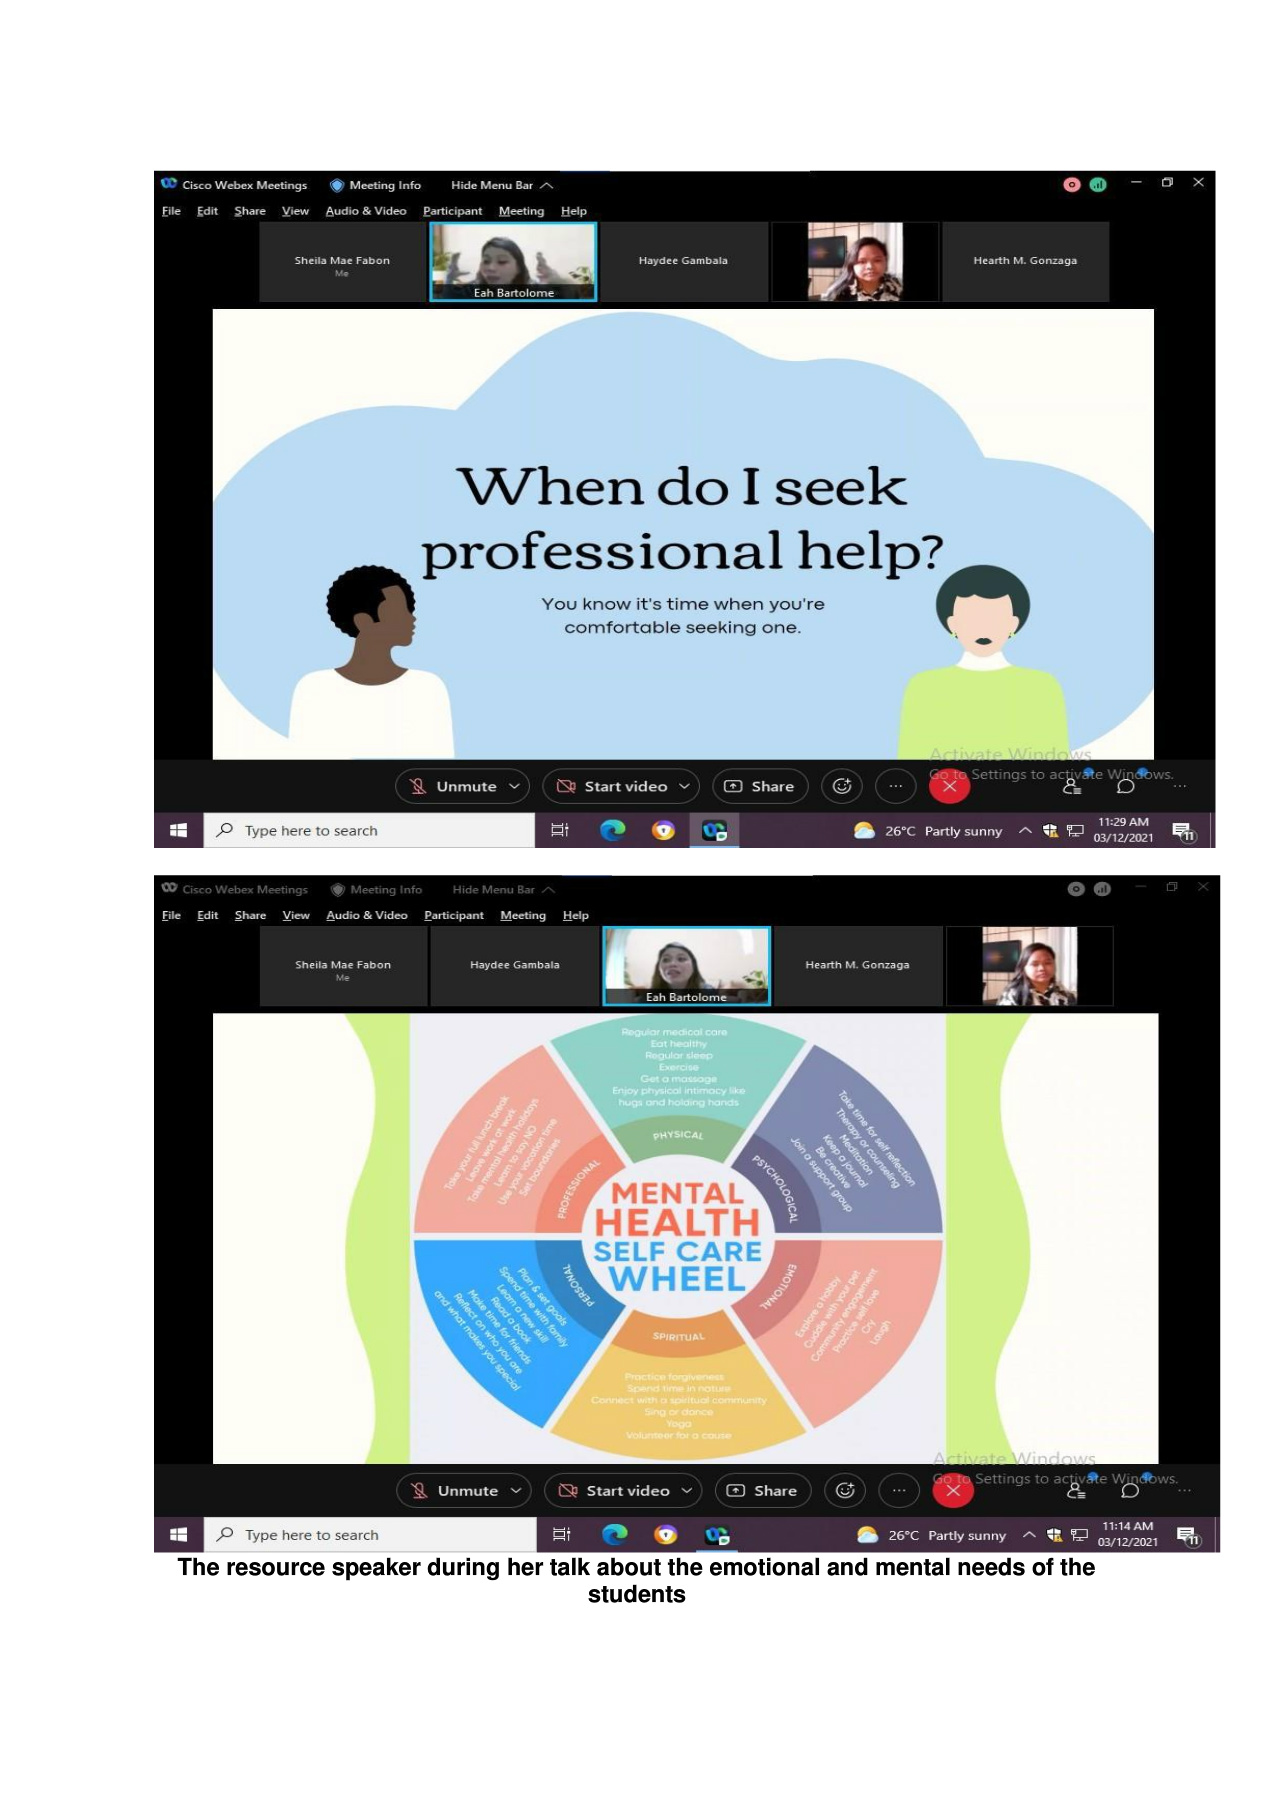 Cisco Webex Meetings Meeting Info Hide Menu Bar
File Edit Share View Audio & Video Participant Meeting Help
Sheila Mae Fabon
Me
Eah Bartolome
Haydee Gambala
Hearth M. Gonzaga
When do I seek
professional help?
You know it's time when you're
comfortable seeking one.
Activate Windows
Go to Settings to activate Windows.
Unmute Start video Share
Type here to search
26°C Partly sunny
11:29 AM
03/12/2021
11
Cisco Webex Meetings Meeting Info Hide Menu Bar
File Edit Share View Audio & Video Participant Meeting Help
Sheila Mae Fabon
Me
Haydee Gambala
Eah Bartolome
Hearth M. Gonzaga
Regular medical care
Eat healthy
Regular sleep
Exercise
Get a massage
Enjoy physical intimacy like
hugs and holding hands
PHYSICAL
Take time for self reflection
Therapy or counseling
Meditation
Keep a journal
Be creative
Join a support group
PSYCHOLOGICAL
Explore a hobby
Cuddle with your pet
Community engagement
Practice self love
Cry
Laugh
EMOTIONAL
SPIRITUAL
Practice forgiveness
Spend time in nature
Connect with a spiritual community
Sing or dance
Yoga
Volunteer for a cause
PERSONAL
Plan & set goals
Spend time with family
Learn a new skill
Read a book
Make time for friends
Reflect on who you are
and what makes you special
PROFESSIONAL
Take your full lunch break
Leave work at work
Take mental health holidays
Learn to say NO
Use your vacation time
Set boundaries
MENTAL
HEALTH
SELF CARE
WHEEL
Activate Windows
Go to Settings to activate Windows.
Unmute Start video Share
Type here to search
26°C Partly sunny
11:14 AM
03/12/2021
11
The resource speaker during her talk about the emotional and mental needs of the
students